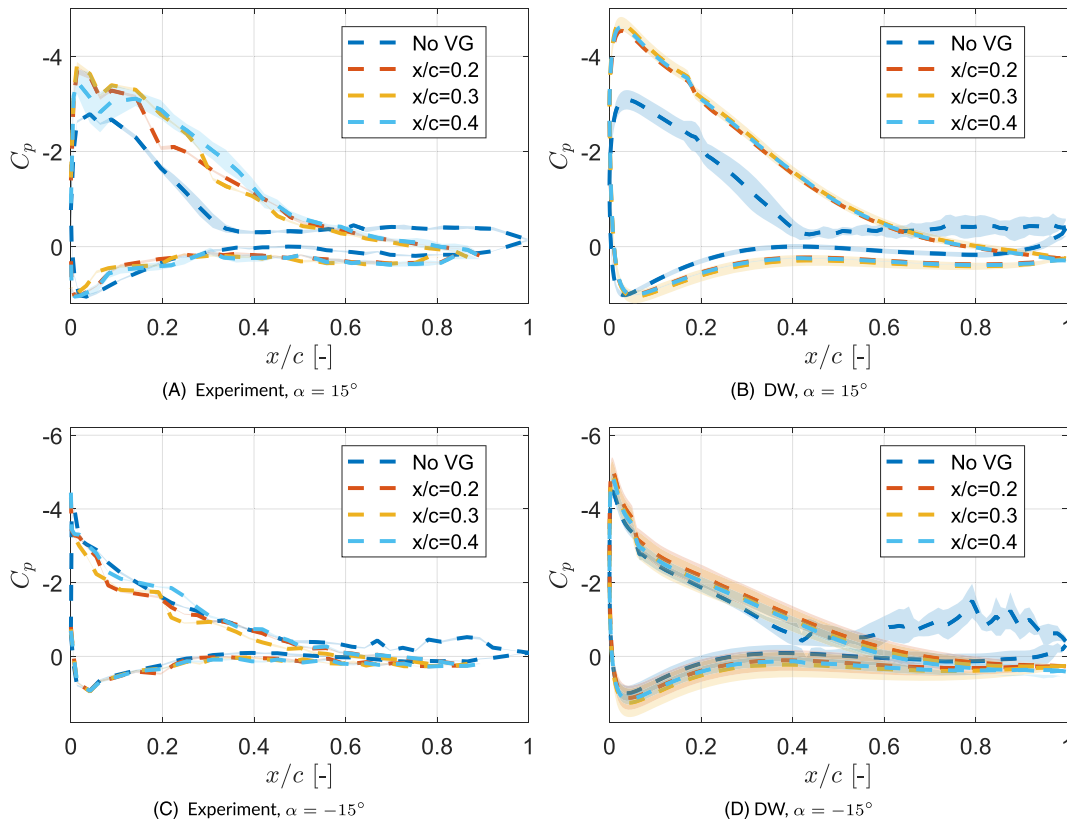 -4
-2
0
C_p
0 0.2 0.4 0.6 0.8 1
x/c [-]
No VG
x/c=0.2
x/c=0.3
x/c=0.4
(A) Experiment, α = 15°
-4
-2
0
C_p
0 0.2 0.4 0.6 0.8 1
x/c [-]
No VG
x/c=0.2
x/c=0.3
x/c=0.4
(B) DW, α = 15°
-6
-4
-2
0
C_p
0 0.2 0.4 0.6 0.8 1
x/c [-]
No VG
x/c=0.2
x/c=0.3
x/c=0.4
(C) Experiment, α = −15°
-6
-4
-2
0
C_p
0 0.2 0.4 0.6 0.8 1
x/c [-]
No VG
x/c=0.2
x/c=0.3
x/c=0.4
(D) DW, α = −15°